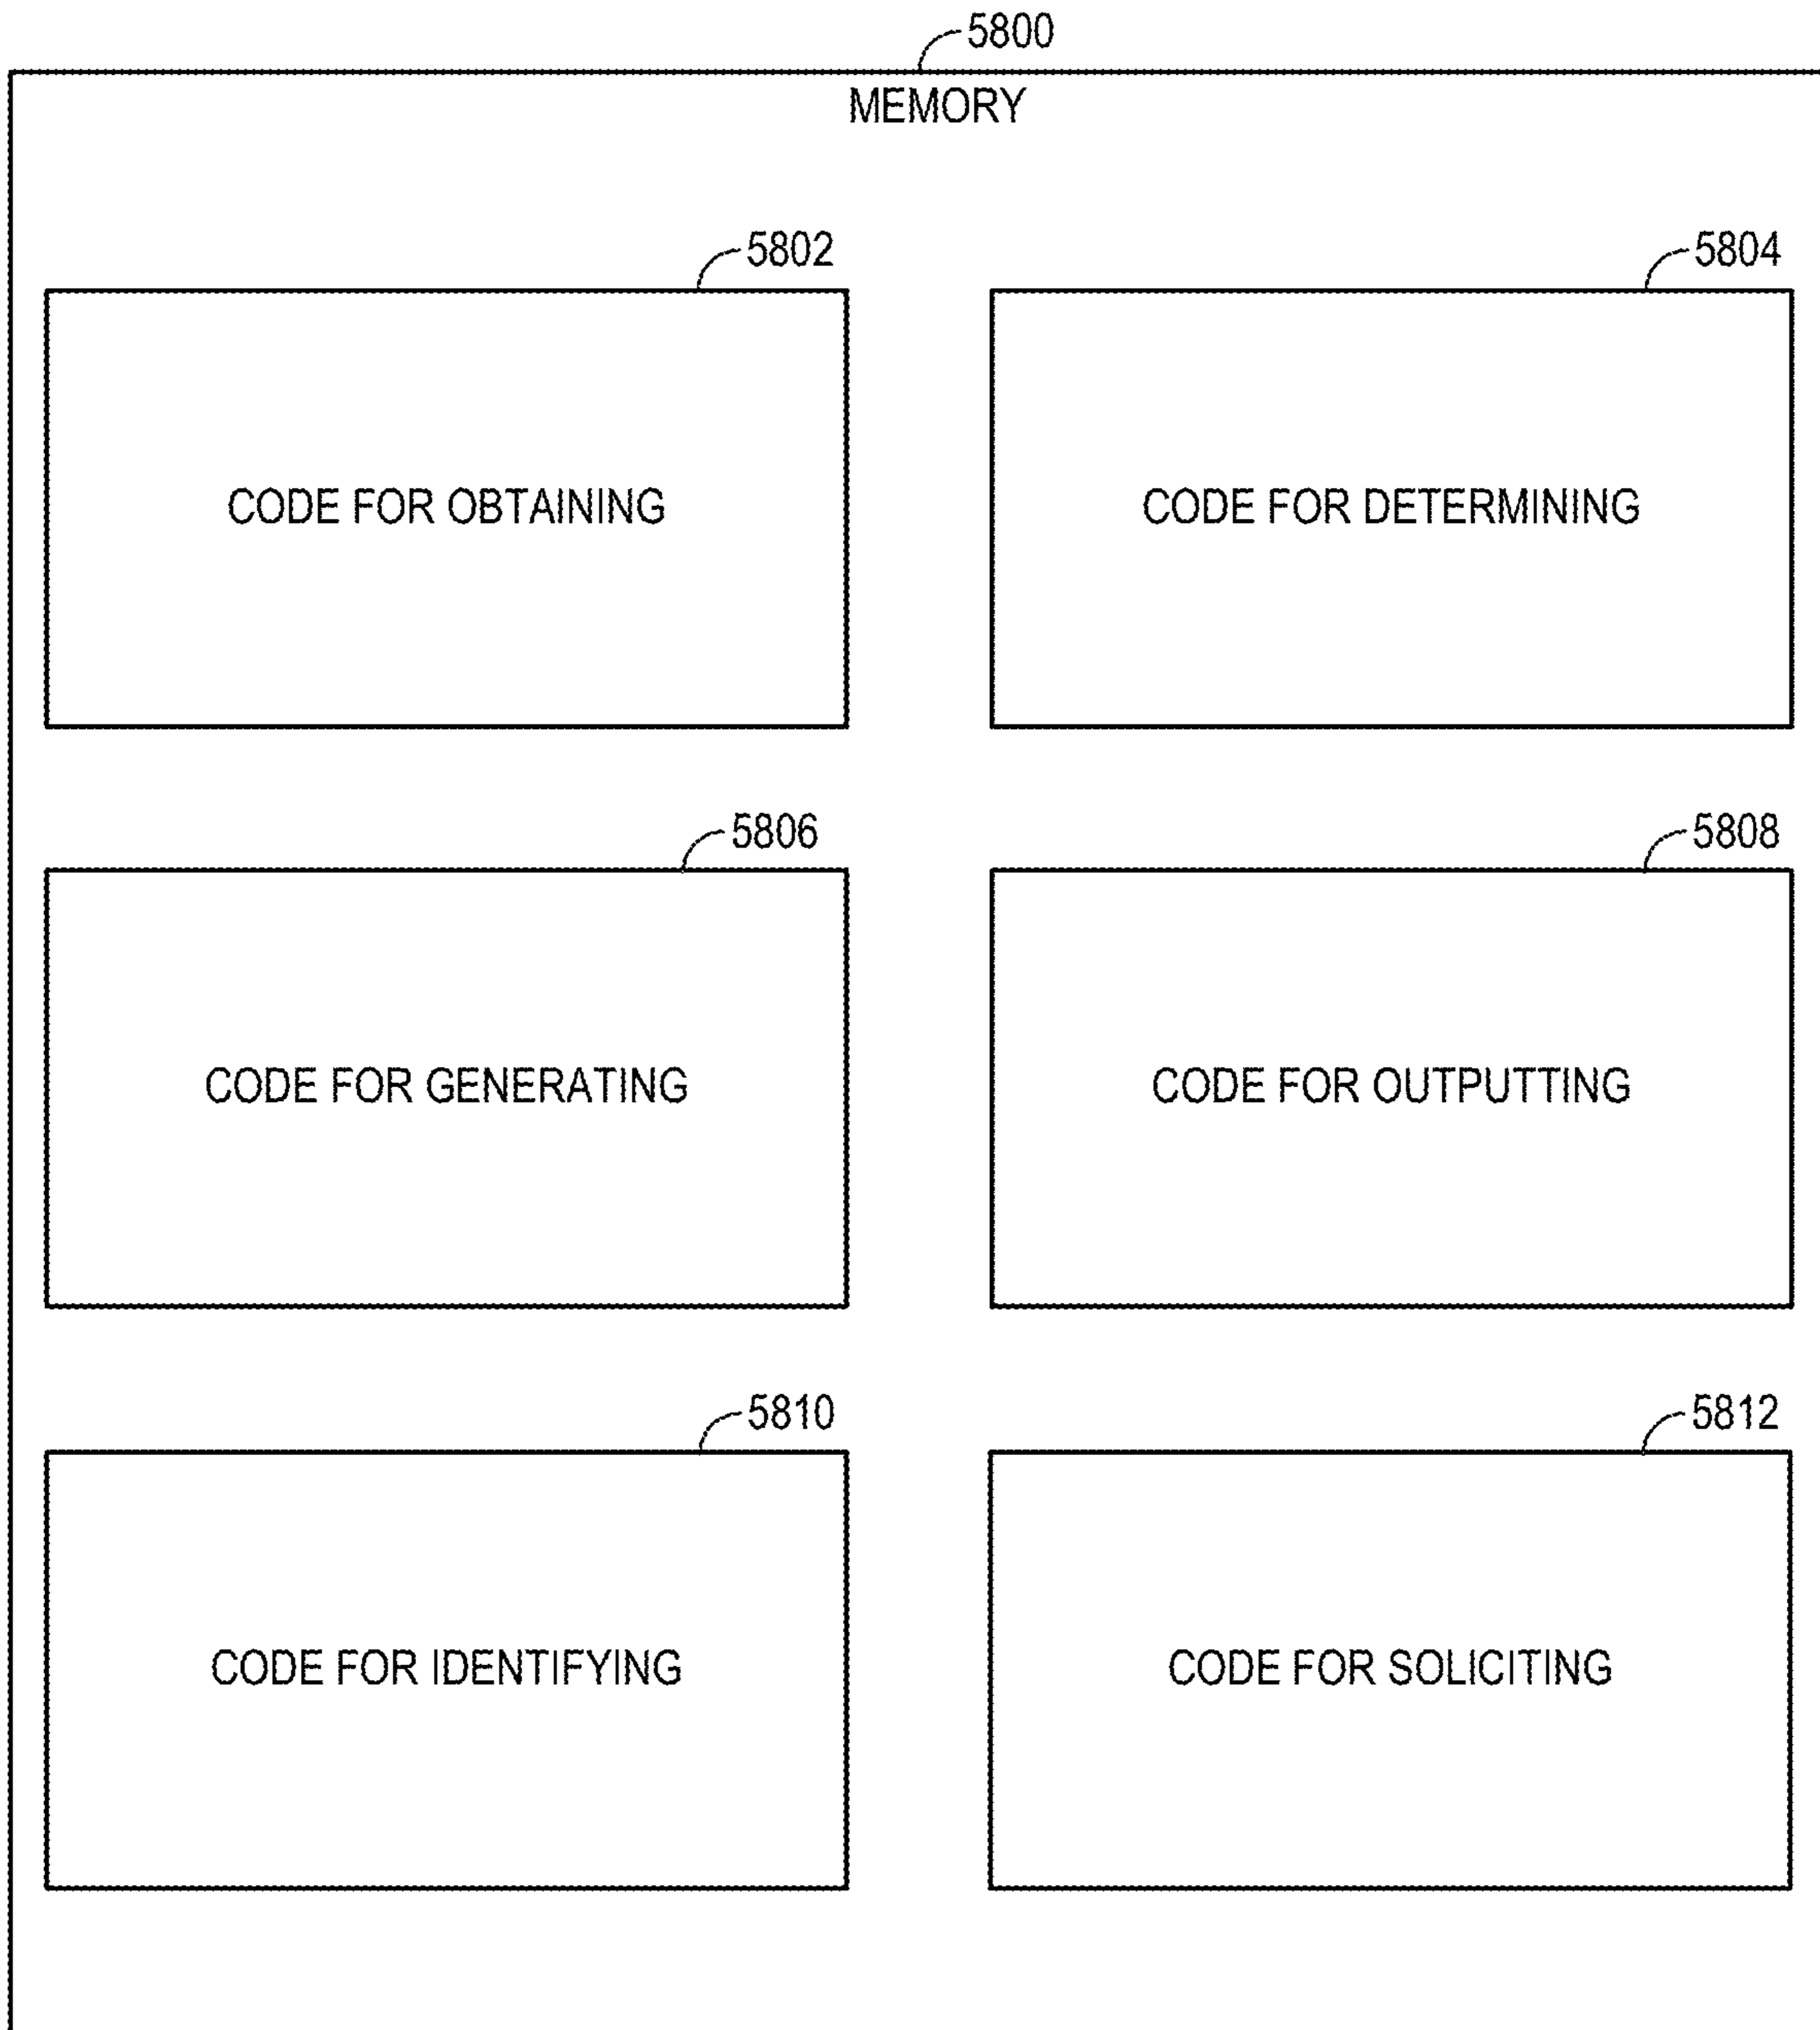 5800
MEMORY
5802
5804
CODE FOR OBTAINING
CODE FOR DETERMINING
5806
5808
CODE FOR GENERATING
CODE FOR OUTPUTTING
5810
5812
CODE FOR IDENTIFYING
CODE FOR SOLICITING